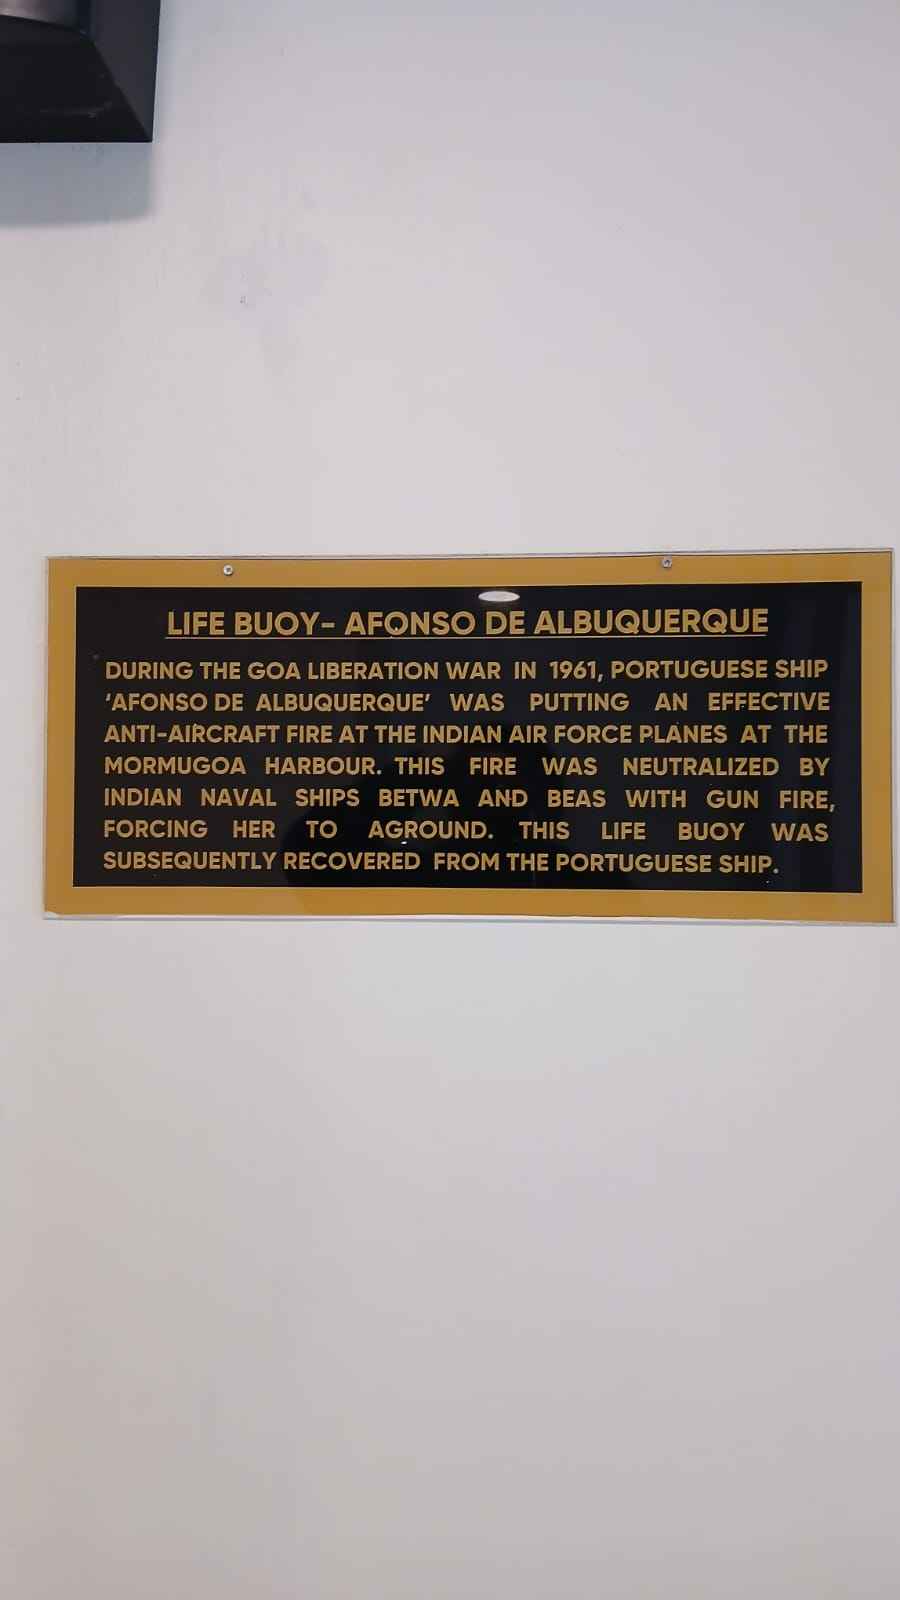 LIFE BUOY- AFONSO DE ALBUQUERQUE
DURING THE GOA LIBERATION WAR IN 1961, PORTUGUESE SHIP
‘AFONSO DE ALBUQUERQUE’ WAS PUTTING AN EFFECTIVE
ANTI-AIRCRAFT FIRE AT THE INDIAN AIR FORCE PLANES AT THE
MORMUGOA HARBOUR. THIS FIRE WAS NEUTRALIZED BY
INDIAN NAVAL SHIPS BETWA AND BEAS WITH GUN FIRE,
FORCING HER TO AGROUND. THIS LIFE BUOY WAS
SUBSEQUENTLY RECOVERED FROM THE PORTUGUESE SHIP.